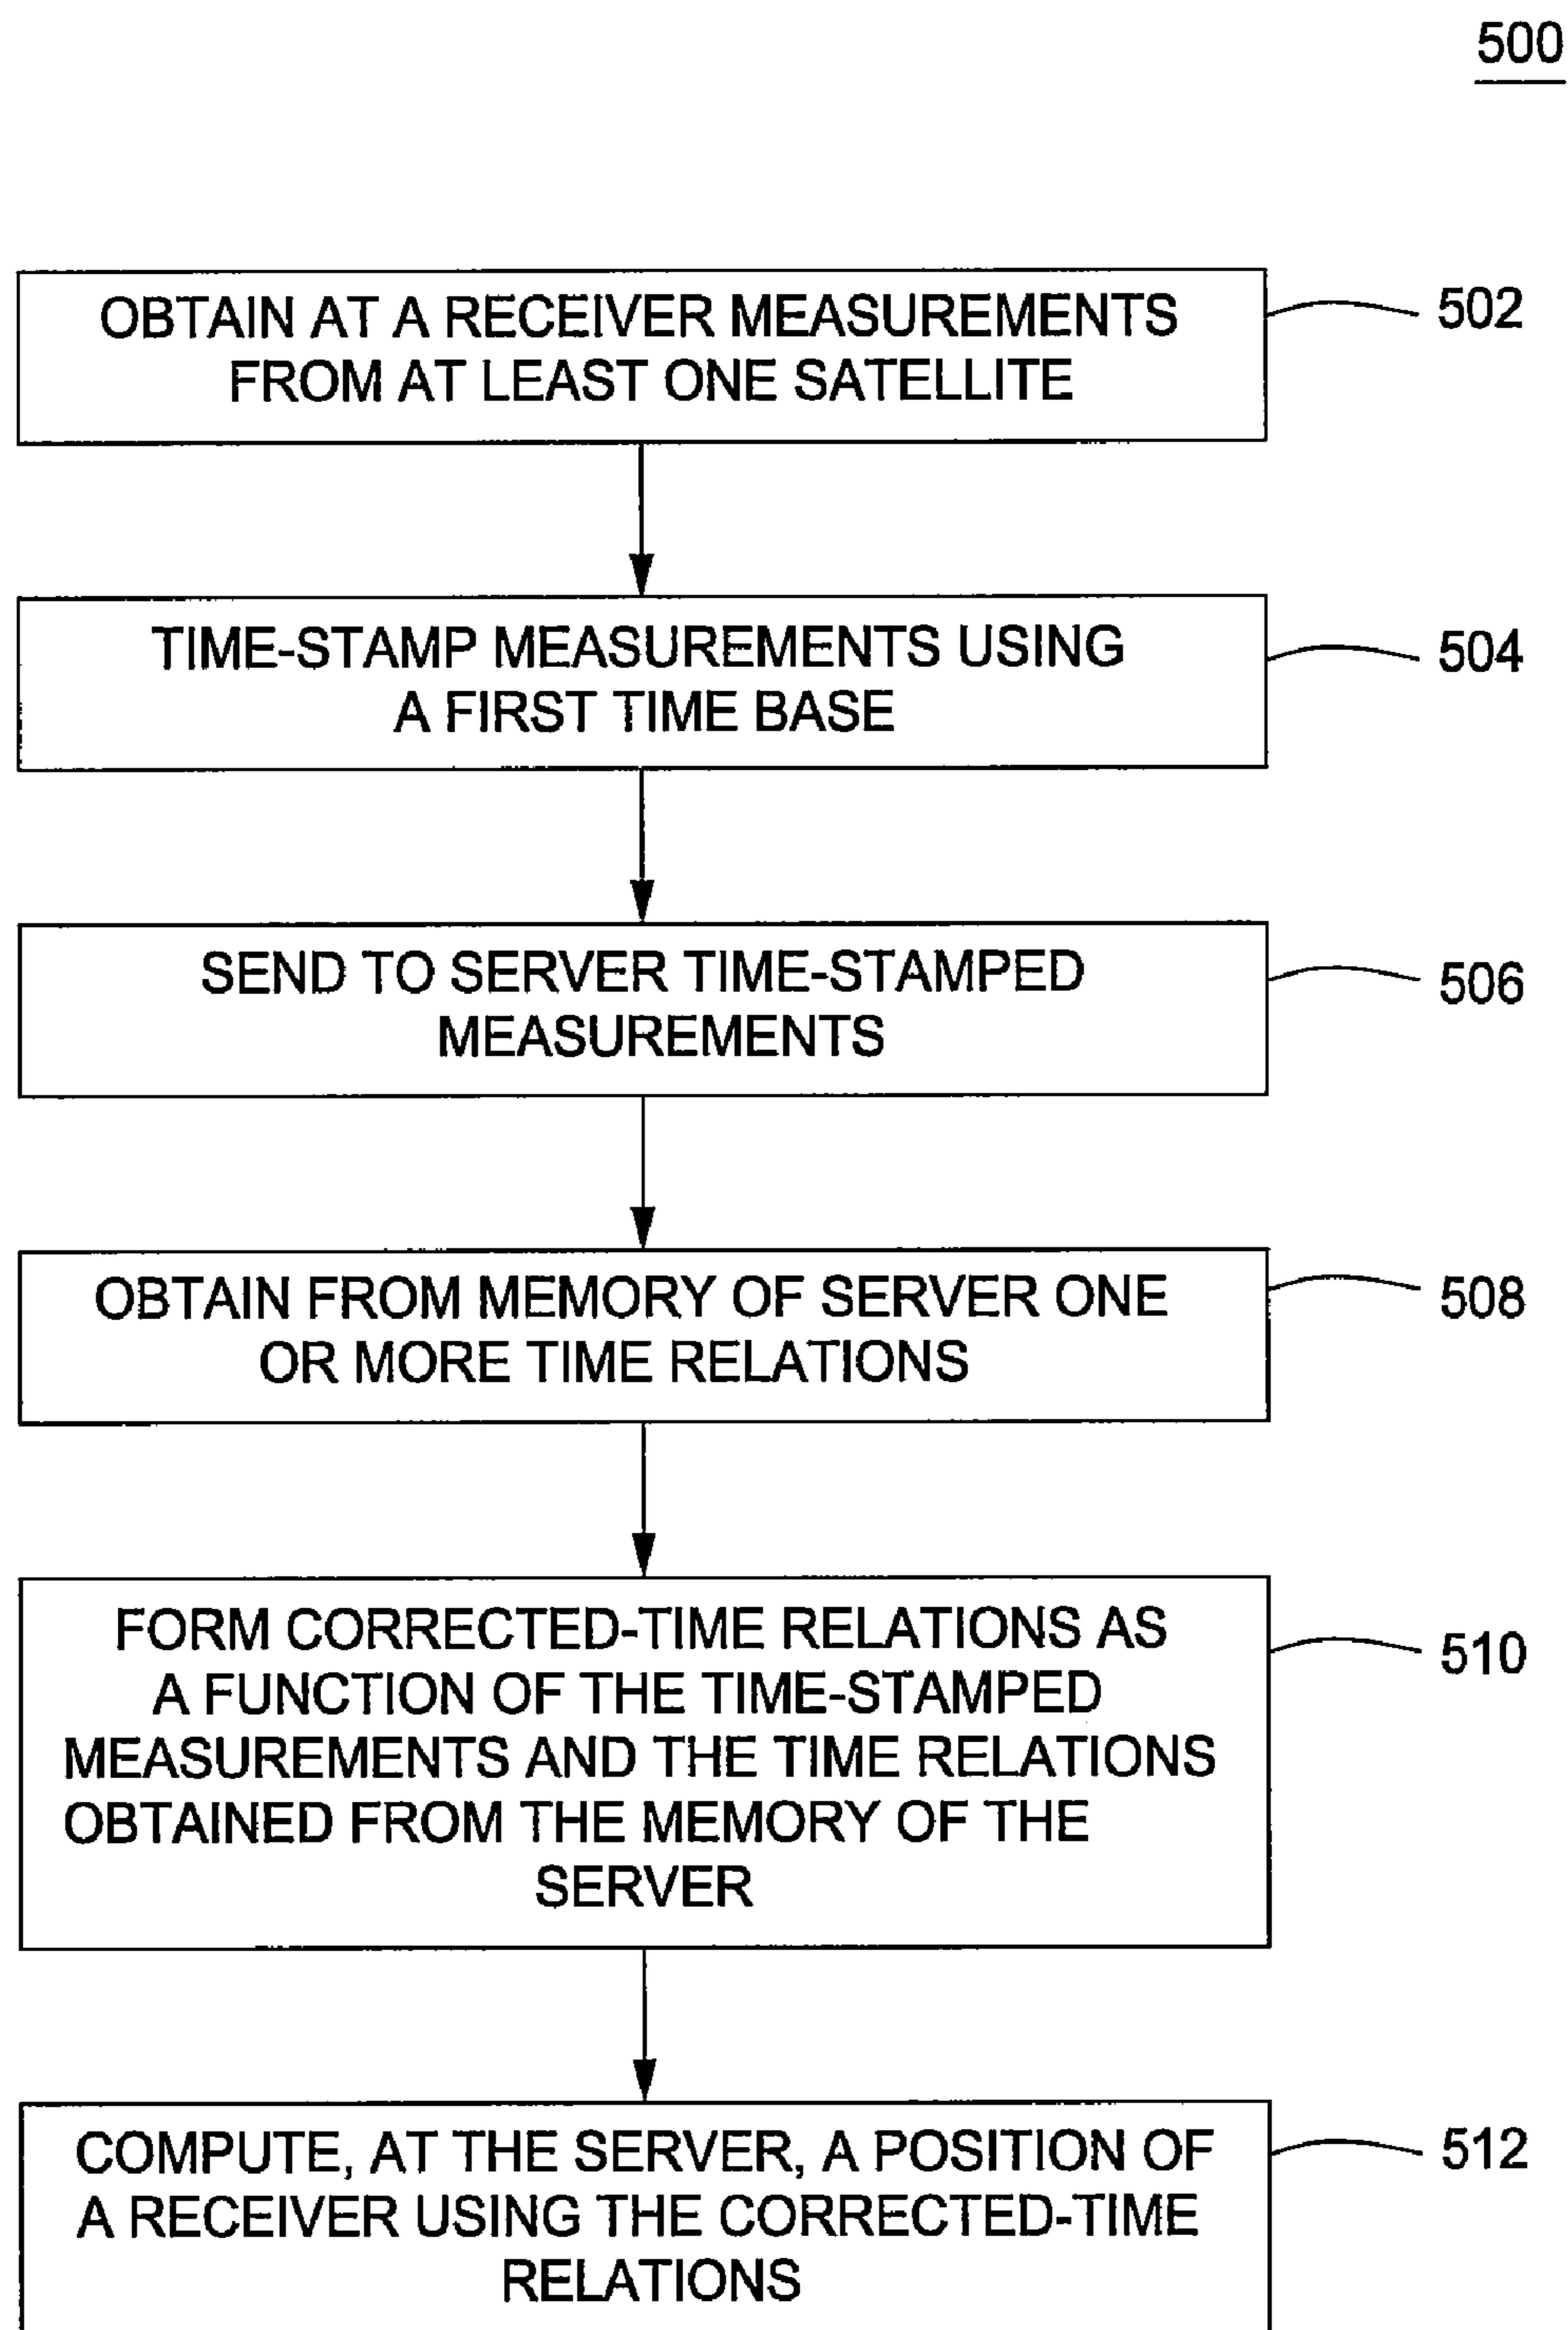 500
OBTAIN AT A RECEIVER MEASUREMENTS
FROM AT LEAST ONE SATELLITE
502
TIME-STAMP MEASUREMENTS USING
A FIRST TIME BASE
504
SEND TO SERVER TIME-STAMPED
MEASUREMENTS
506
OBTAIN FROM MEMORY OF SERVER ONE
OR MORE TIME RELATIONS
508
FORM CORRECTED-TIME RELATIONS AS
A FUNCTION OF THE TIME-STAMPED
MEASUREMENTS AND THE TIME RELATIONS
OBTAINED FROM THE MEMORY OF THE
SERVER
510
COMPUTE, AT THE SERVER, A POSITION OF
A RECEIVER USING THE CORRECTED-TIME
RELATIONS
512